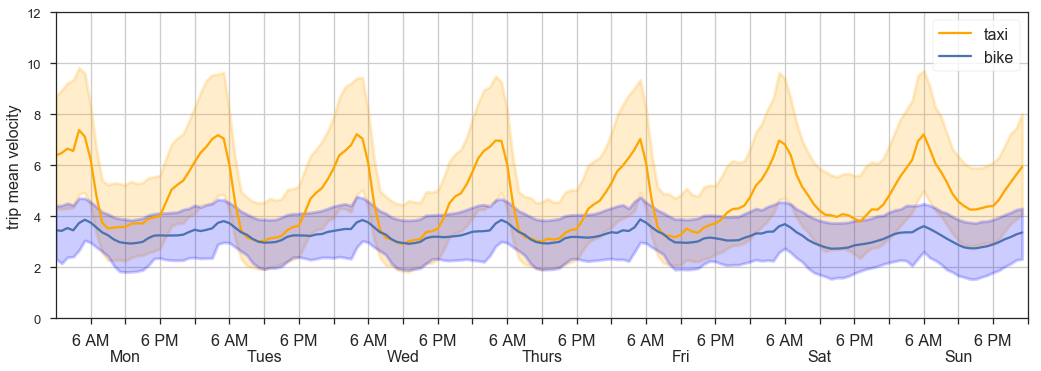 12
10
8
6
4
2
0
trip mean velocity
taxi
bike
6 AM 6 PM 6 AM 6 PM 6 AM 6 PM 6 AM 6 PM 6 AM 6 PM 6 AM 6 PM 6 AM 6 PM
Mon Tues Wed Thurs Fri Sat Sun